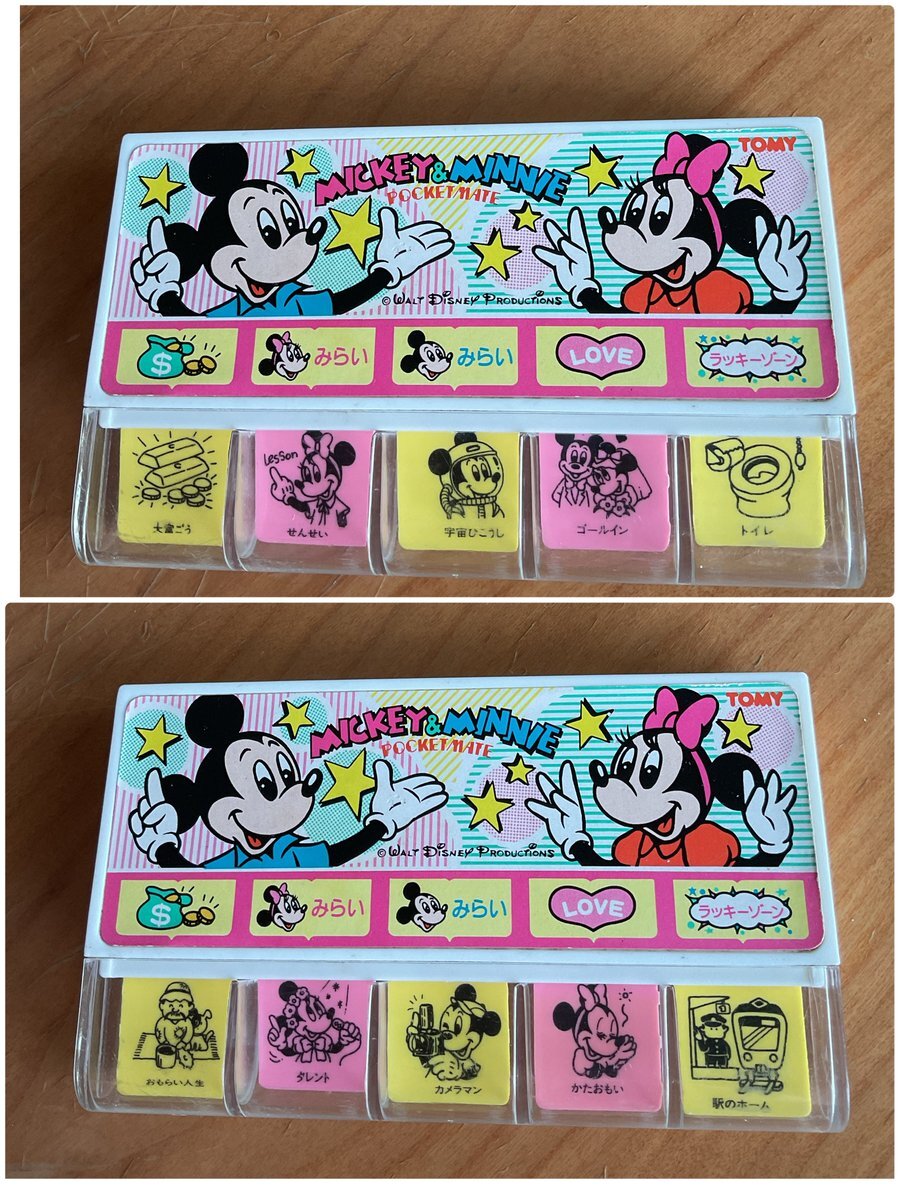 TOMY
MICKEY & MINNIE
POCKETMATE
© WALT DISNEY PRODUCTIONS
$
みらい
みらい
LOVE
ラッキーゾーン
大富ごう
Lesson
せんせい
宇宙ひこうし
ゴールイン
トイレ
TOMY
MICKEY & MINNIE
POCKETMATE
© WALT DISNEY PRODUCTIONS
$
みらい
みらい
LOVE
ラッキーゾーン
おもらい人生
タレント
カメラマン
かたおもい
駅のホーム